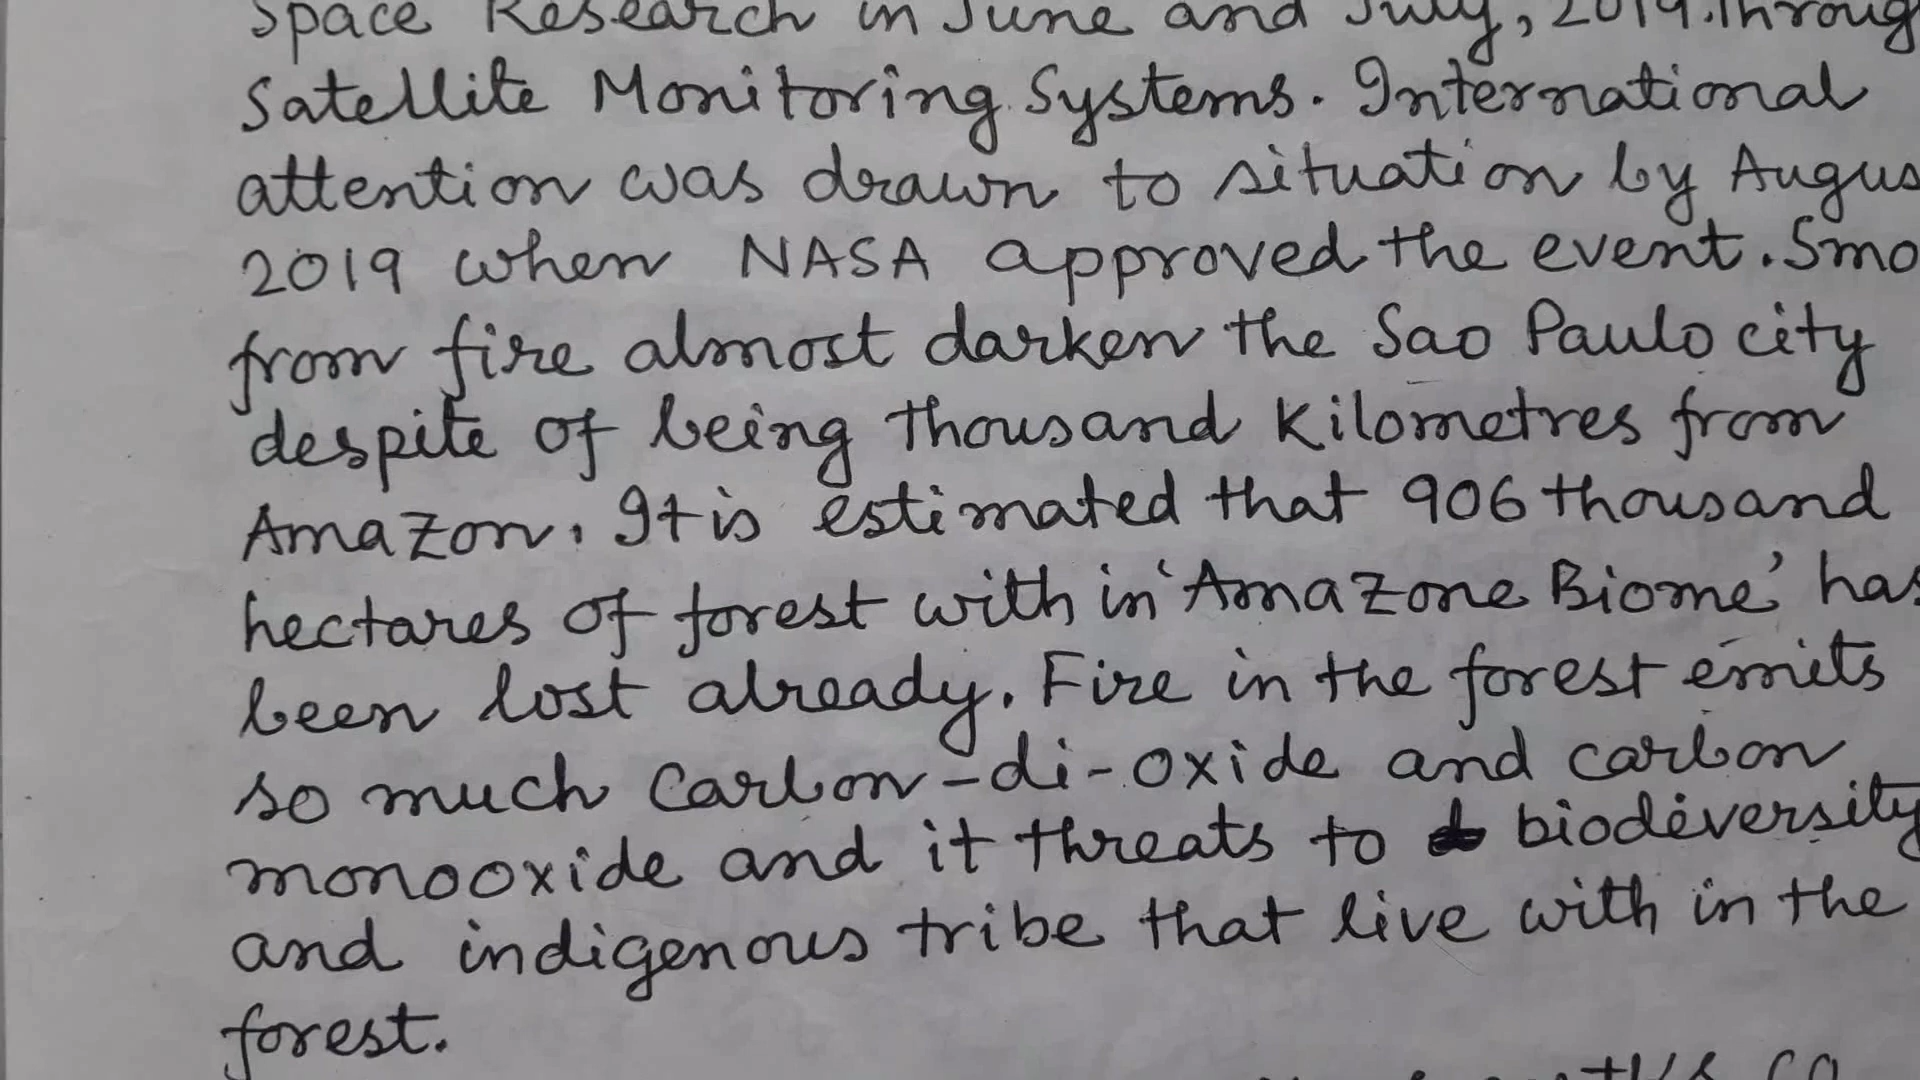 Space Research in June and July, 2019. Throug
Satellite Monitoring Systems. International
attention was drawn to situation by Augus
2019 when NASA approved the event. Smo
from fire almost darken the Sao Paulo city
despite of being thousand kilometres from
Amazon. It is estimated that 906 thousand
hectares of forest with in 'Amazone Biome' has
been lost already. Fire in the forest emits
so much carbon-di-oxide and carbon
monooxide and it threats to biodiversity
and indigenous tribe that live with in the
forest.